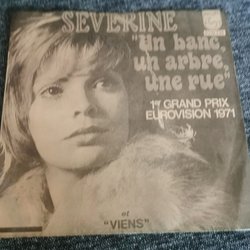 SEVERINE
"Un banc,
un arbre,
une rue"
1er GRAND PRIX
EUROVISION 1971
et
"VIENS"